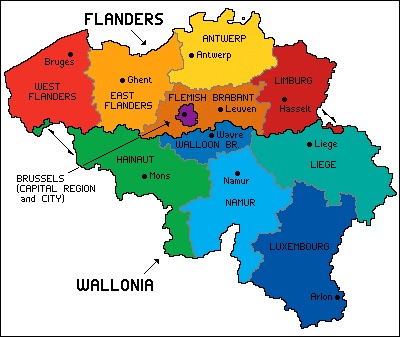 FLANDERS
ANTWERP
Bruges
Antwerp
Ghent
LIMBURG
WEST
FLANDERS
EAST
FLANDERS
FLEMISH BRABANT
Leuven
Hasselt
Wavre
WALLOON BR.
Liege
LIEGE
HAINAUT
Mons
BRUSSELS
(CAPITAL REGION
and CITY)
Namur
NAMUR
LUXEMBOURG
WALLONIA
Arlon